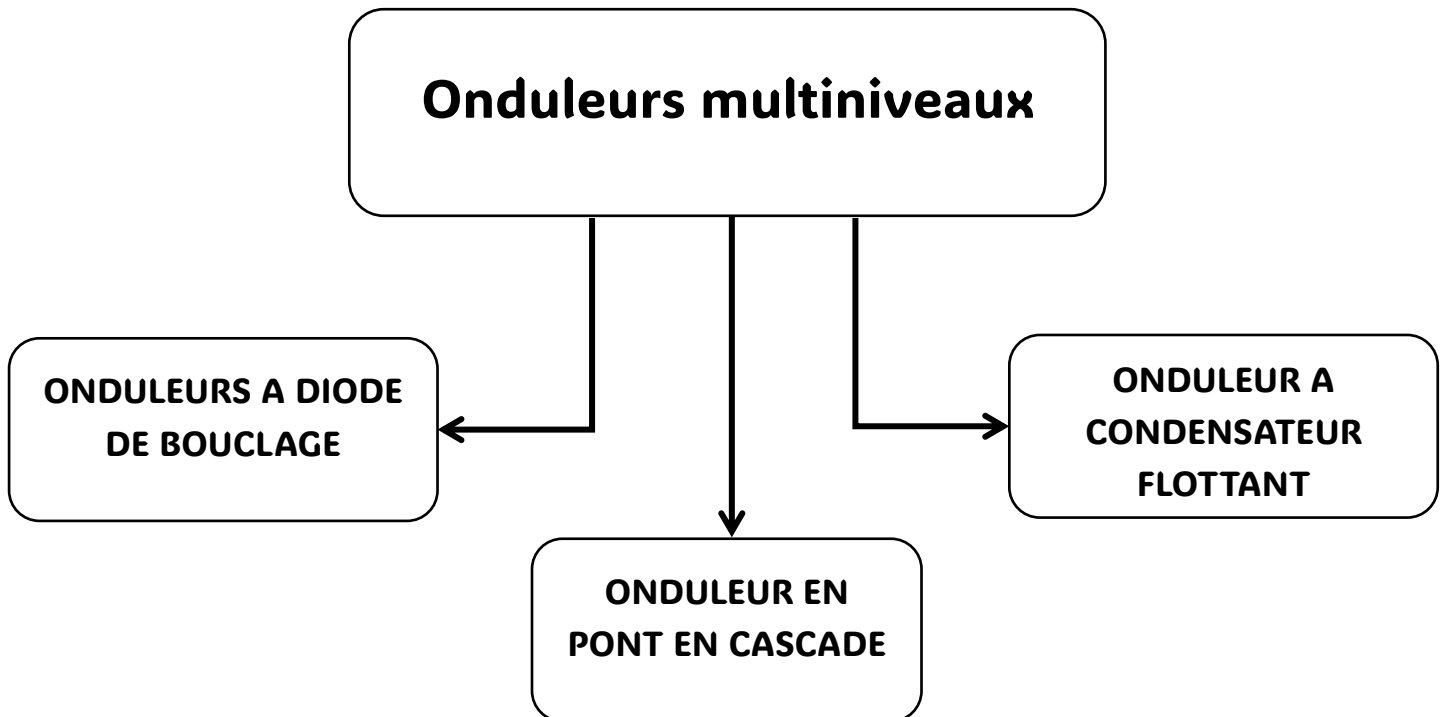 Onduleurs multiniveaux
ONDULEURS A DIODE
DE BOUCLAGE
ONDULEUR A
CONDENSATEUR
FLOTTANT
ONDULEUR EN
PONT EN CASCADE